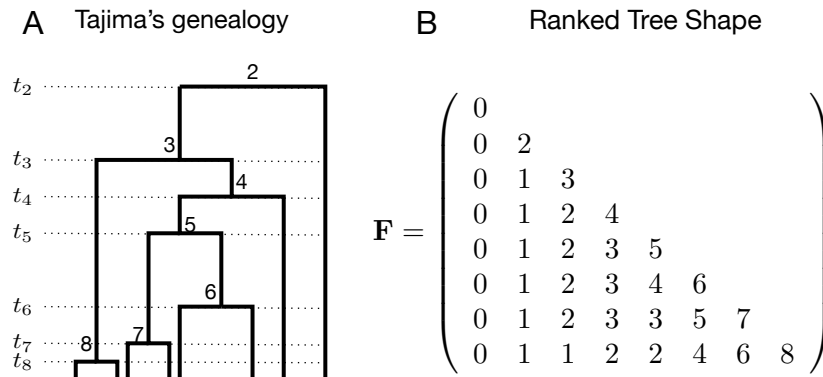 A Tajima's genealogy
B Ranked Tree Shape
t2
2
t3
3
t4
4
t5
5
t6
6
t7
7
t8
8
F =
0
0 2
0 1 3
0 1 2 4
0 1 2 3 5
0 1 2 3 4 6
0 1 2 3 3 5 7
0 1 1 2 2 4 6 8